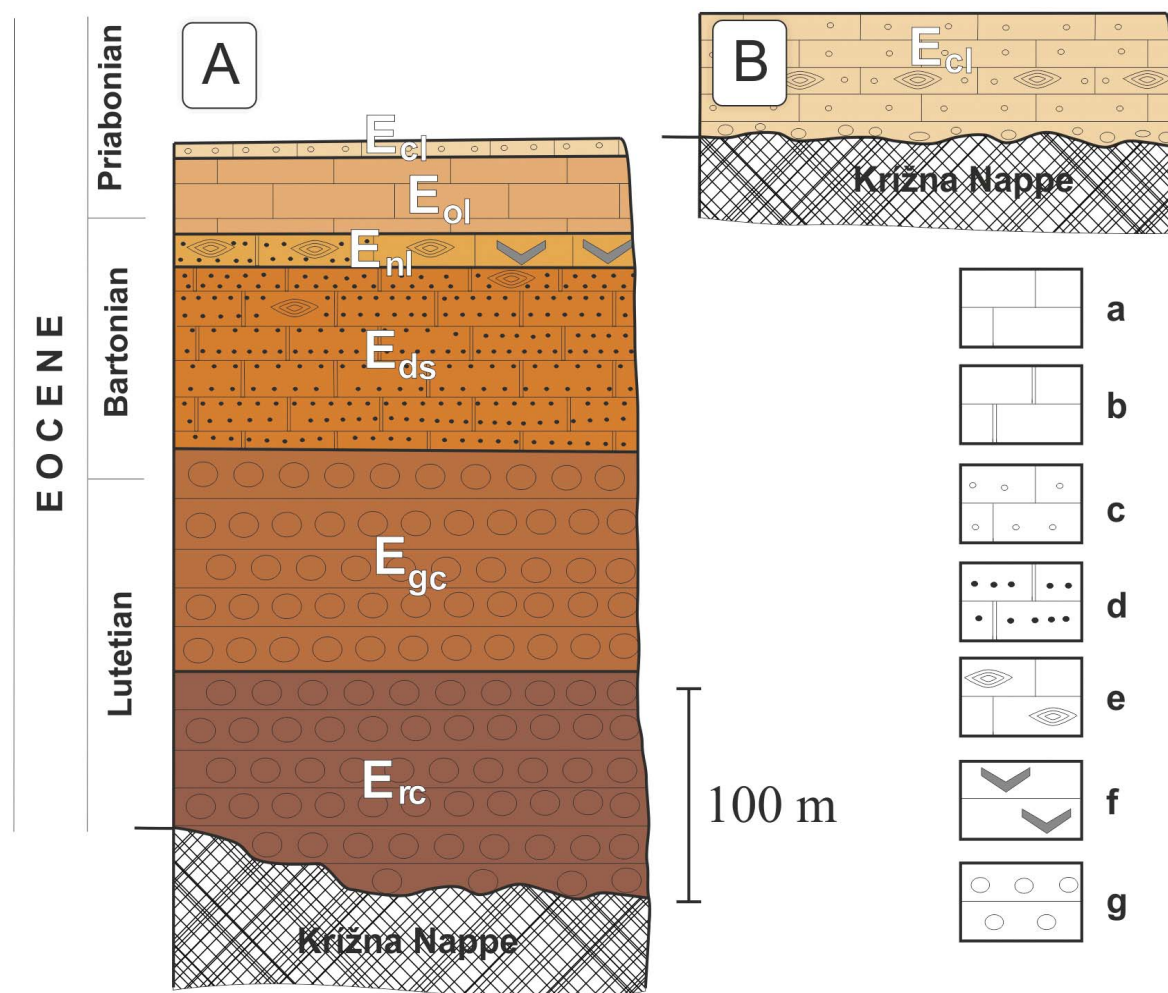 EOCENE
Priabonian
Bartonian
Lutetian
A
Ecl
Eol
Enl
Eds
Egc
Erc
Križna Nappe
100 m
B
Ecl
Križna Nappe
a
b
c
d
e
f
g